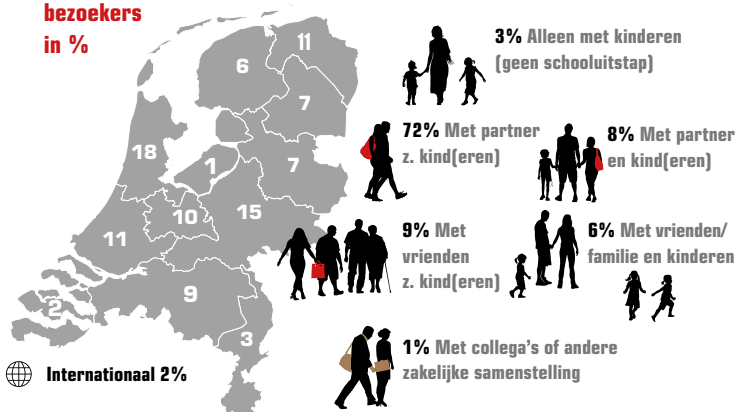 bezoekers
in %
11
6
7
18
1
7
10
15
11
9
2
3
Internationaal 2%
3% Alleen met kinderen
(geen schooluitstap)
72% Met partner
z. kind(eren)
8% Met partner
en kind(eren)
9% Met
vrienden
z. kind(eren)
6% Met vrienden/
familie en kinderen
1% Met collega's of andere
zakelijke samenstelling